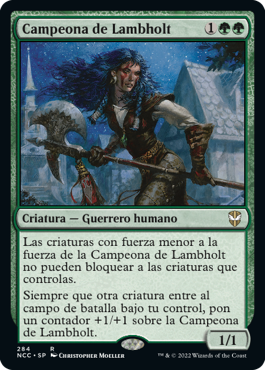 Campeona de Lambholt 1
Criatura — Guerrero humano
Las criaturas con fuerza menor a la
fuerza de la Campeona de Lambholt
no pueden bloquear a las criaturas que
controlas.
Siempre que otra criatura entre al
campo de batalla bajo tu control, pon
un contador +1/+1 sobre la Campeona
de Lambholt.
1/1
284 R
NCC • SP Christopher Moeller
™ & © 2022 Wizards of the Coast